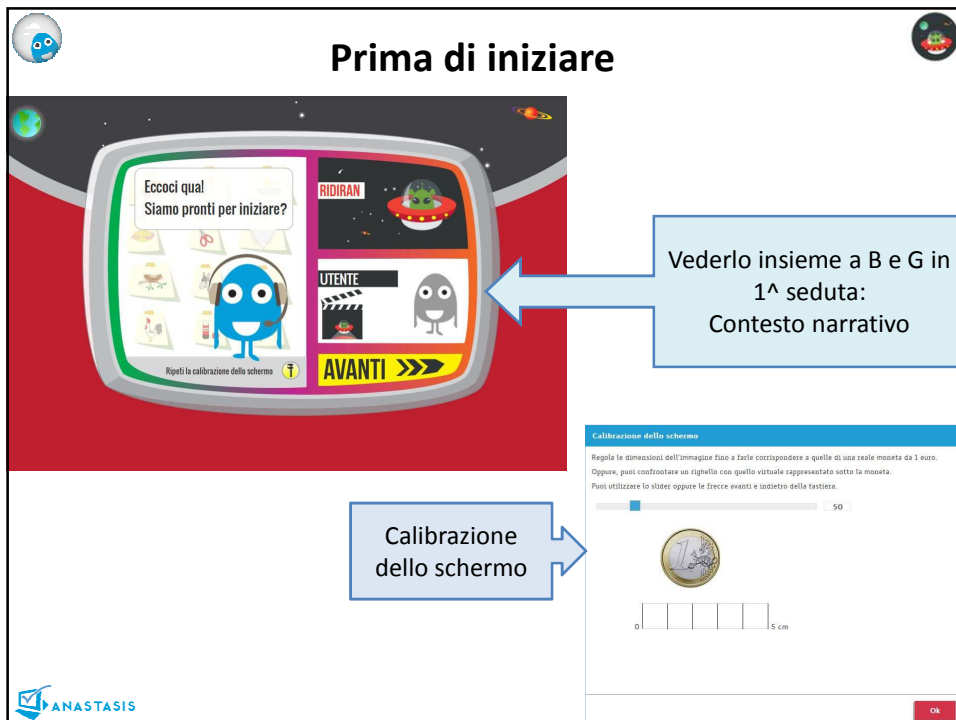 Prima di iniziare
Eccoci qua!
Siamo pronti per iniziare?
RIDIRAN
UTENTE
Ripeti la calibrazione dello schermo
AVANTI
Vederlo insieme a B e G in
1^ seduta:
Contesto narrativo
Calibrazione
dello schermo
Calibrazione dello schermo
Regola le dimensioni dell'immagine fino a farle corrispondere a quelle di una reale moneta da 1 euro.
Oppure, puoi confrontare un righello con quello virtuale rappresentato sotto la moneta.
Puoi utilizzare lo slider oppure le frecce avanti e indietro della tastiera.
50
1
0 5 cm
Ok
ANASTASIS